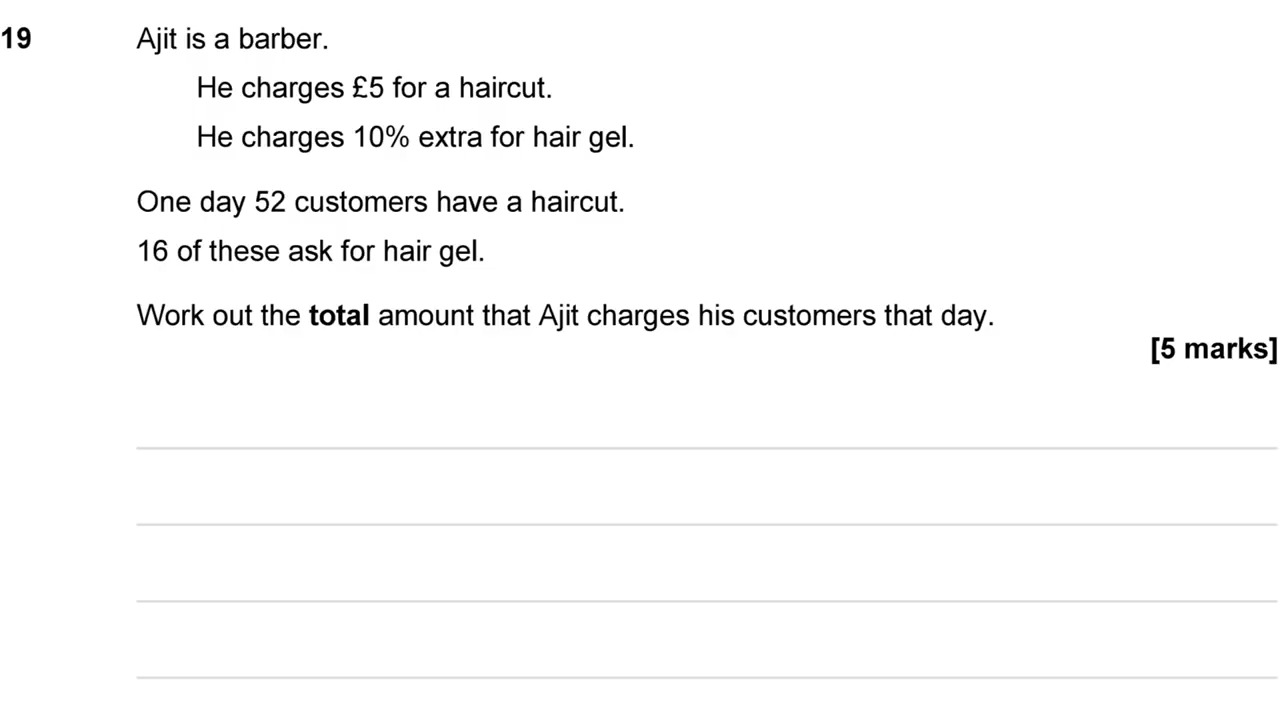 19 Ajit is a barber.
He charges £5 for a haircut.
He charges 10% extra for hair gel.
One day 52 customers have a haircut.
16 of these ask for hair gel.
Work out the total amount that Ajit charges his customers that day.
[5 marks]